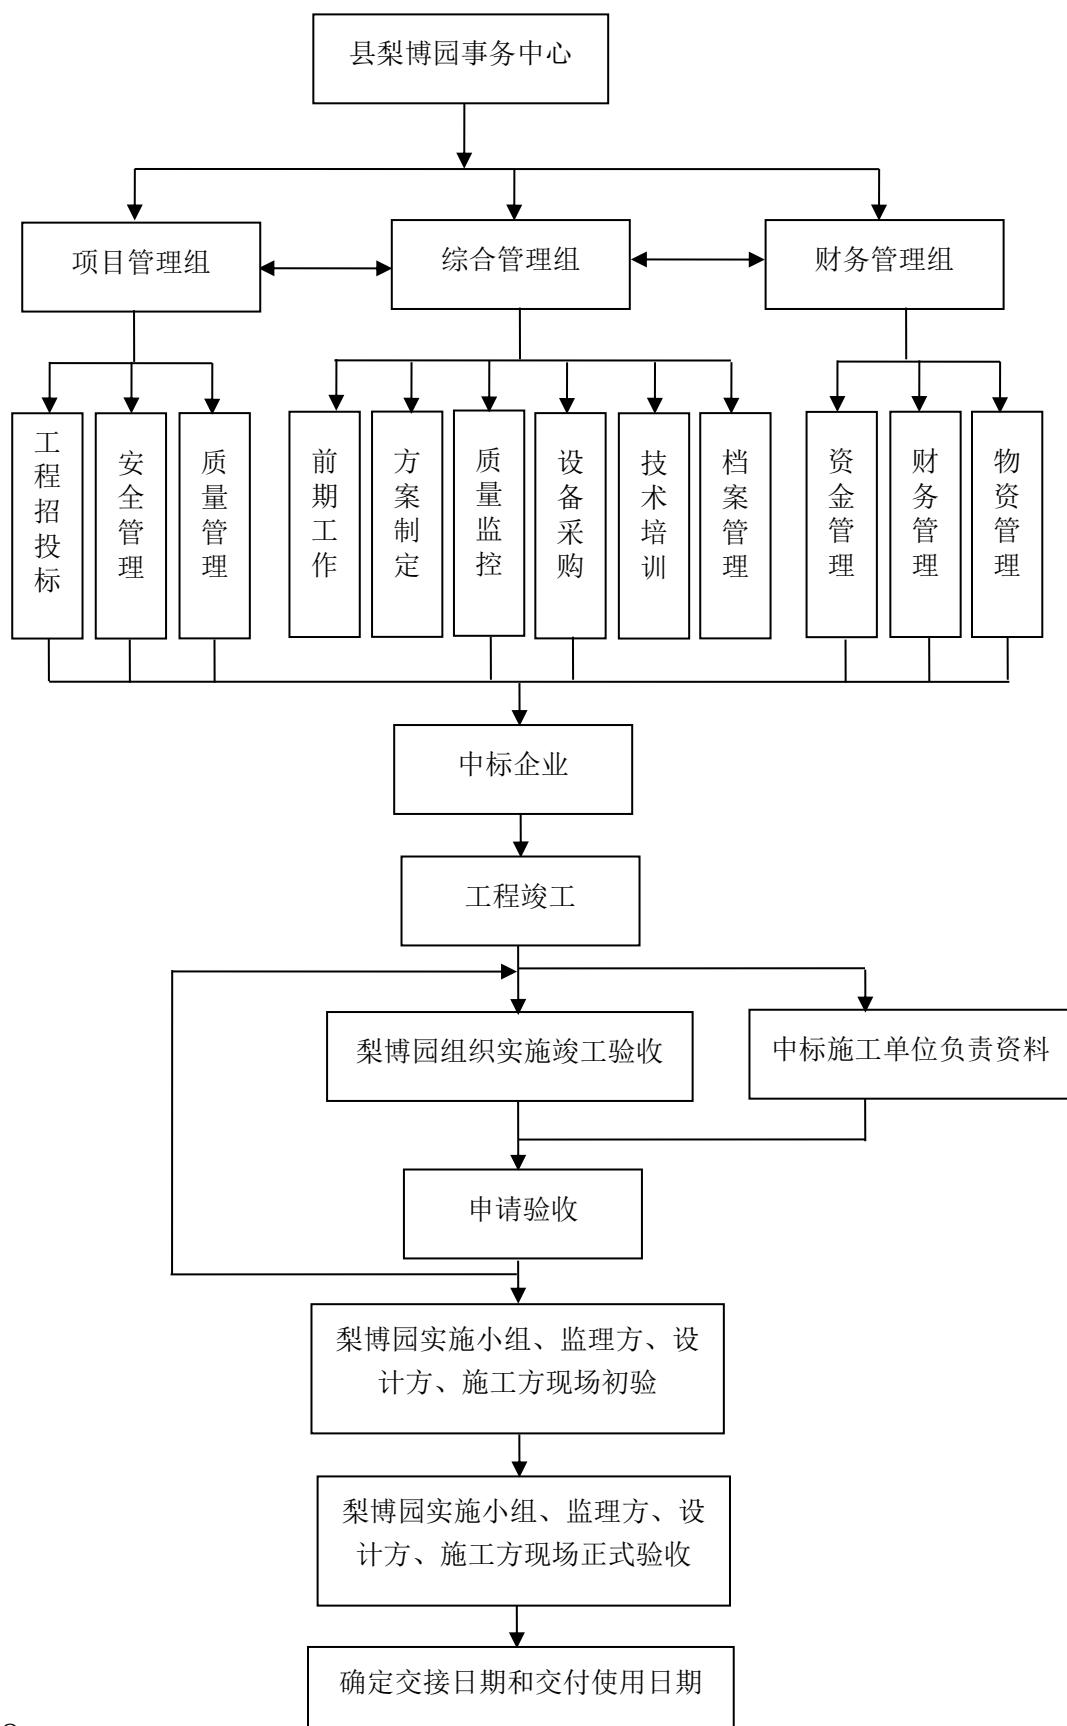 县梨博园事务中心
项目管理组
综合管理组
财务管理组
工程招投标
安全管理
质量管理
前期工作
方案制定
质量监控
设备采购
技术培训
档案管理
资金管理
财务管理
物资管理
中标企业
工程竣工
梨博园组织实施竣工验收
中标施工单位负责资料
申请验收
梨博园实施小组、监理方、设
计方、施工方现场初验
梨博园实施小组、监理方、设
计方、施工方现场正式验收
确定交接日期和交付使用日期